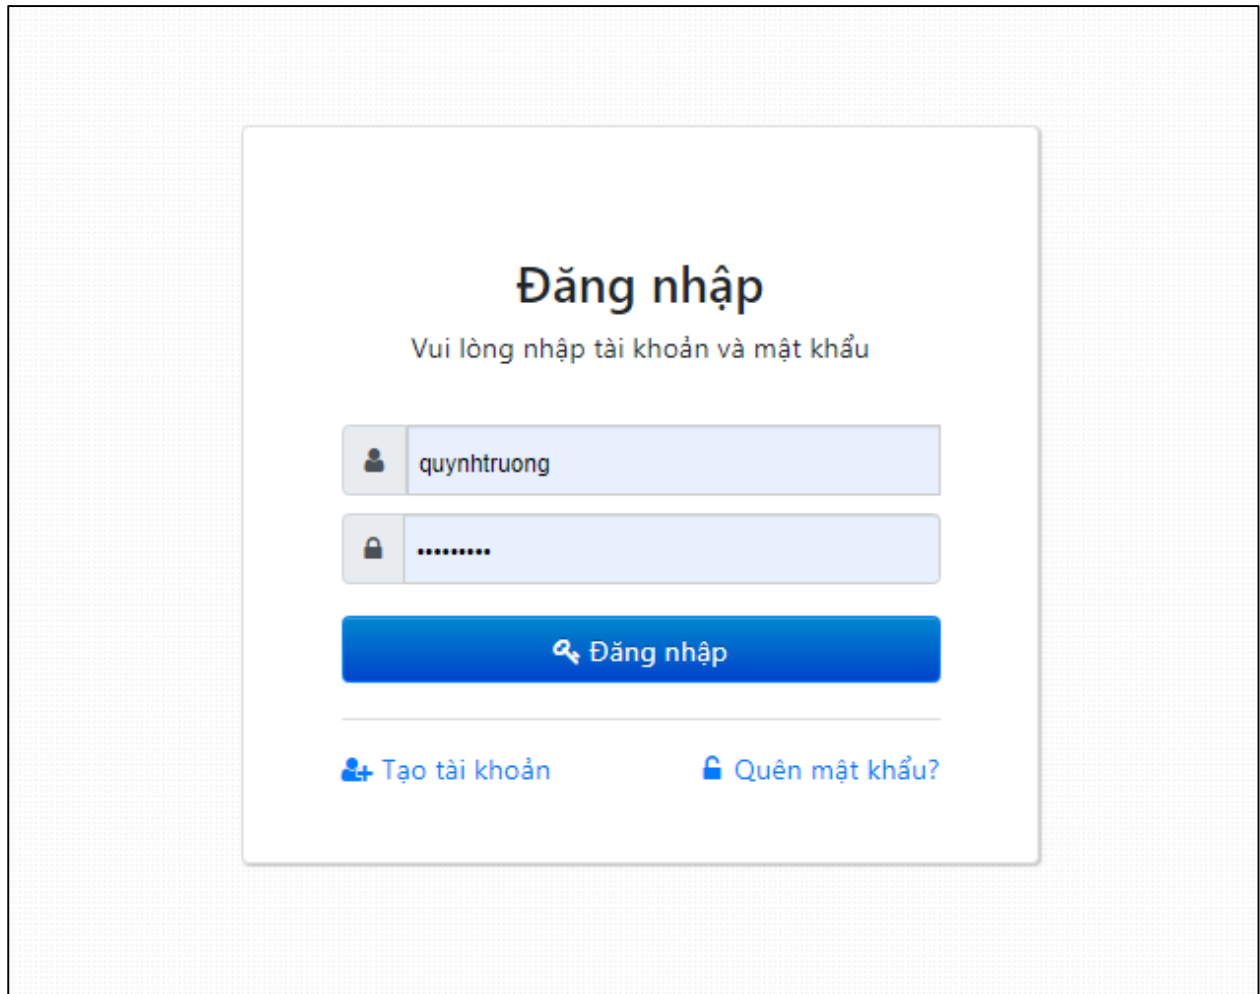 Đăng nhập
Vui lòng nhập tài khoản và mật khẩu
quynhtruong
•••••••••
Đăng nhập
Tạo tài khoản
Quên mật khẩu?